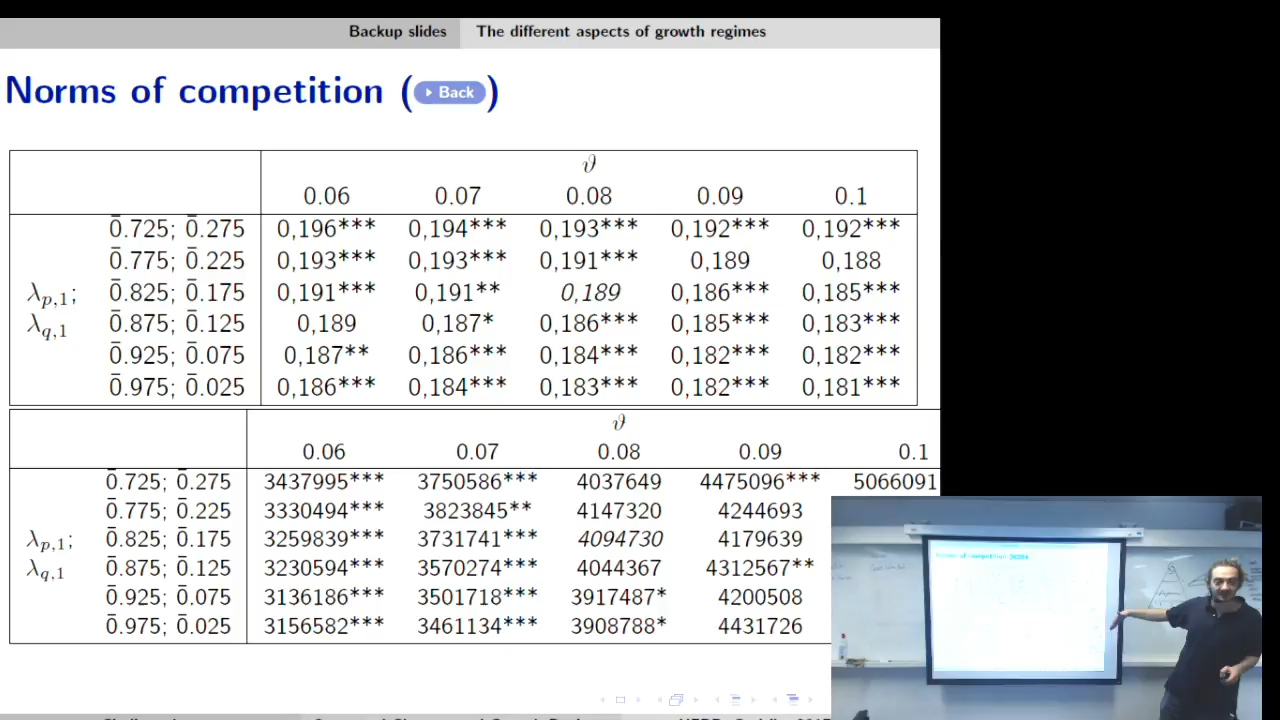 Backup slides The different aspects of growth regimes
Norms of competition (Back)
ϑ
0.06 0.07 0.08 0.09 0.1
0̄.725; 0̄.275 0,196*** 0,194*** 0,193*** 0,192*** 0,192***
0̄.775; 0̄.225 0,193*** 0,193*** 0,191*** 0,189 0,188
λp,1; 0̄.825; 0̄.175 0,191*** 0,191** 0,189 0,186*** 0,185***
λq,1 0̄.875; 0̄.125 0,189 0,187* 0,186*** 0,185*** 0,183***
0̄.925; 0̄.075 0,187** 0,186*** 0,184*** 0,182*** 0,182***
0̄.975; 0̄.025 0,186*** 0,184*** 0,183*** 0,182*** 0,181***
ϑ
0.06 0.07 0.08 0.09 0.1
0̄.725; 0̄.275 3437995*** 3750586*** 4037649 4475096*** 5066091
0̄.775; 0̄.225 3330494*** 3823845** 4147320 4244693
λp,1; 0̄.825; 0̄.175 3259839*** 3731741*** 4094730 4179639
λq,1 0̄.875; 0̄.125 3230594*** 3570274*** 4044367 4312567**
0̄.925; 0̄.075 3136186*** 3501718*** 3917487* 4200508
0̄.975; 0̄.025 3156582*** 3461134*** 3908788* 4431726
Norms of competition